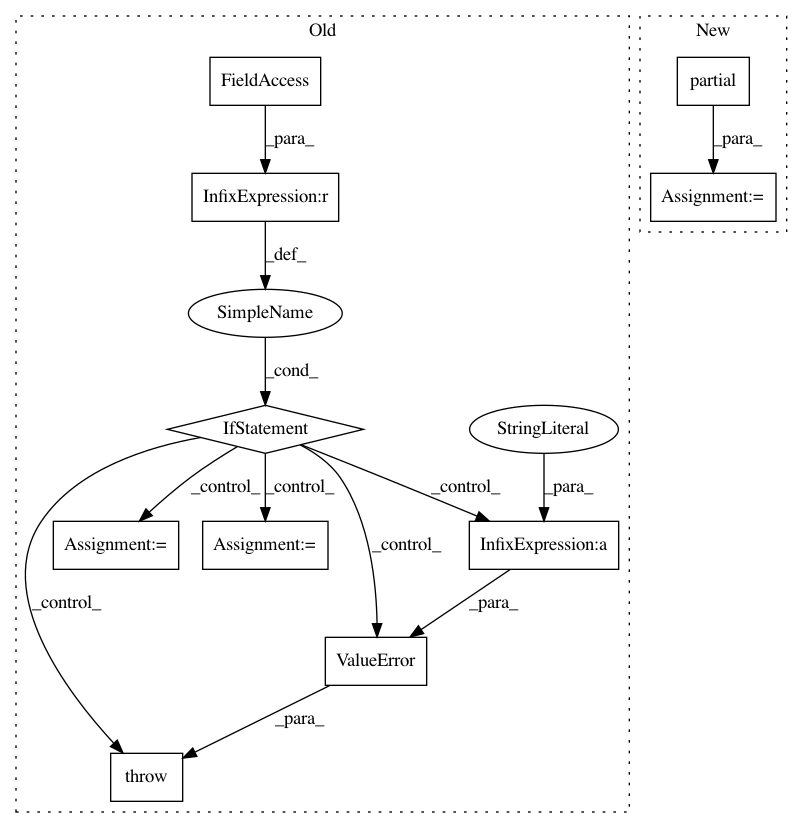 Old
New
FieldAccess
partial
_para_
_para_
InfixExpression:r
Assignment:=
_def_
SimpleName
_cond_
IfStatement
StringLiteral
_control_
_control_
_control_
_para_
Assignment:=
Assignment:=
InfixExpression:a
_control_
_control_
_para_
ValueError
_para_
throw